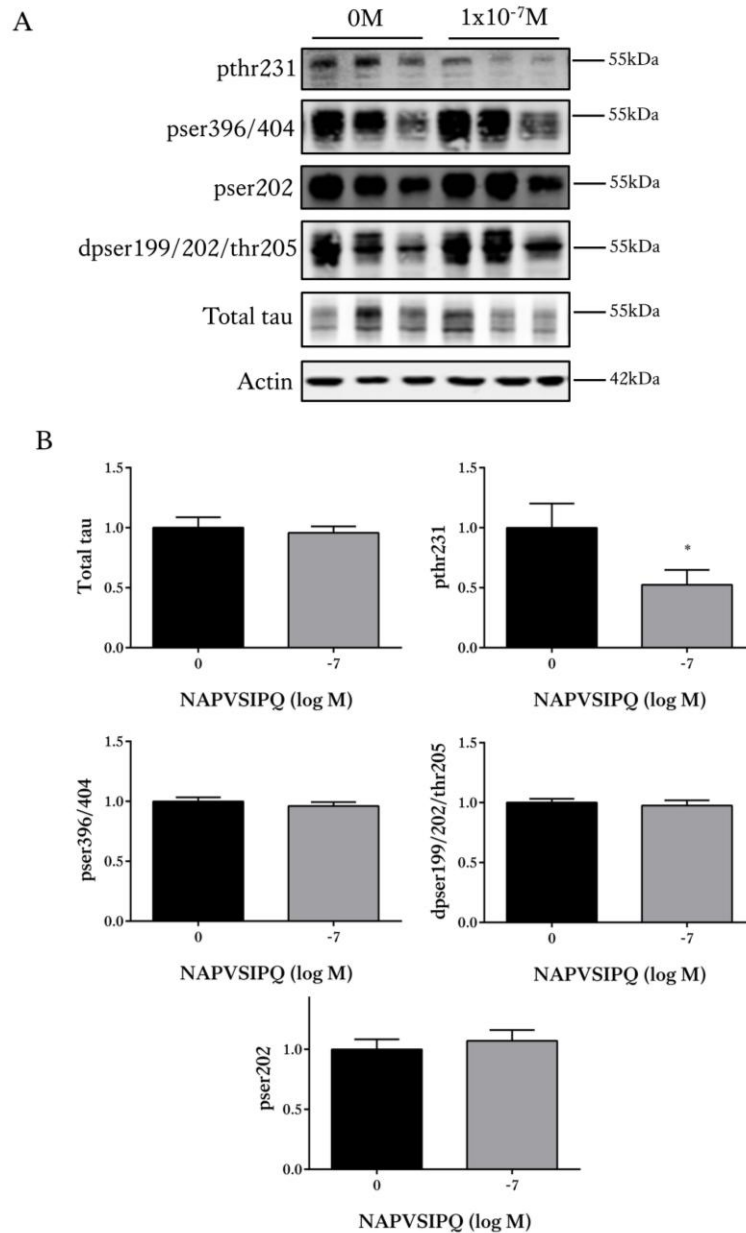 A
0M 1x10⁻⁷M
pthr231 55kDa
pser396/404 55kDa
pser202 55kDa
dpser199/202/thr205 55kDa
Total tau 55kDa
Actin 42kDa
B
Total tau
1.5
1.0
0.5
0.0
0 -7
NAPVSIPQ (log M)
pthr231
1.5
1.0
0.5
0.0
*
0 -7
NAPVSIPQ (log M)
pser396/404
1.5
1.0
0.5
0.0
0 -7
NAPVSIPQ (log M)
dpser199/202/thr205
1.5
1.0
0.5
0.0
0 -7
NAPVSIPQ (log M)
pser202
1.0
0.5
0.0
0 -7
NAPVSIPQ (log M)